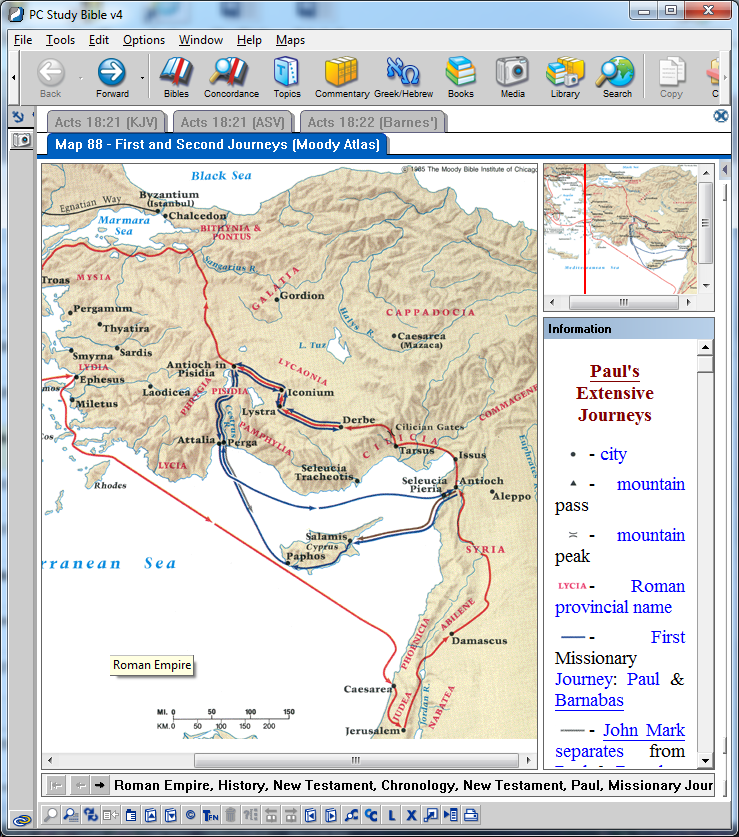 PC Study Bible v4
File Tools Edit Options Window Help Maps
Back Forward Bibles Concordance Topics Commentary Greek/Hebrew Books Media Library Search Copy C
Acts 18:21 (KJV) Acts 18:21 (ASV) Acts 18:22 (Barnes')
Map 88 - First and Second Journeys (Moody Atlas)
© 1985 The Moody Bible Institute of Chicago
Black Sea
Egnatian Way
Byzantium
(Istanbul)
Chalcedon
Marmara
Sea
BITHYNIA &
PONTUS
Sangarius R.
Troas
MYSIA
GALATIA
Gordion
Pergamum
Thyatira
Halys R.
CAPPADOCIA
Caesarea
(Mazaca)
L. Tuz
Smyrna
Sardis
LYDIA
Ephesus
mos
Miletus
Laodicea
PHRYGIA
Antioch in
Pisidia
PISIDIA
LYCAONIA
Iconium
Lystra
Derbe
COMMAGENE
Cestrus R.
Attalia
Perga
PAMPHYLIA
Cilician Gates
CILICIA
Tarsus
Issus
Euphrates R.
LYCIA
Rhodes
cos
Seleucia
Tracheotis
Seleucia
Pieria
Antioch
Aleppo
Salamis
Cyprus
Paphos
SYRIA
rranean Sea
PHOENICIA
ABILENE
Damascus
Roman Empire
Caesarea
JUDEA
Jordan R.
NABATEA
Jerusalem
MI. 0 50 100 150
KM. 0 50 100 150 200
Mediterranean Sea
Information
Paul's
Extensive
Journeys
- city
- mountain
pass
- mountain
peak
LYCIA - Roman
provincial name
- First
Missionary
Journey: Paul &
Barnabas
- John Mark
separates from
Roman Empire, History, New Testament, Chronology, New Testament, Paul, Missionary Jour
© TFN L X